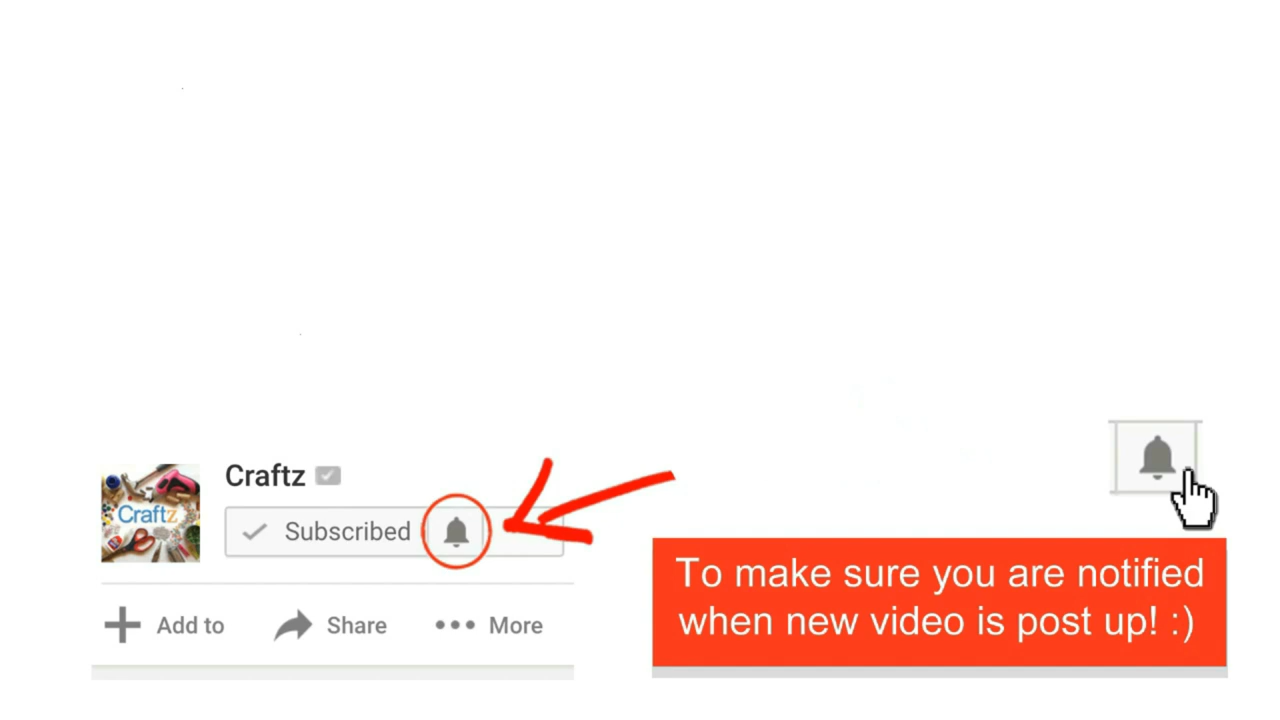 Craftz
Craftz
Subscribed
Add to
Share
More
To make sure you are notified
when new video is post up! :)